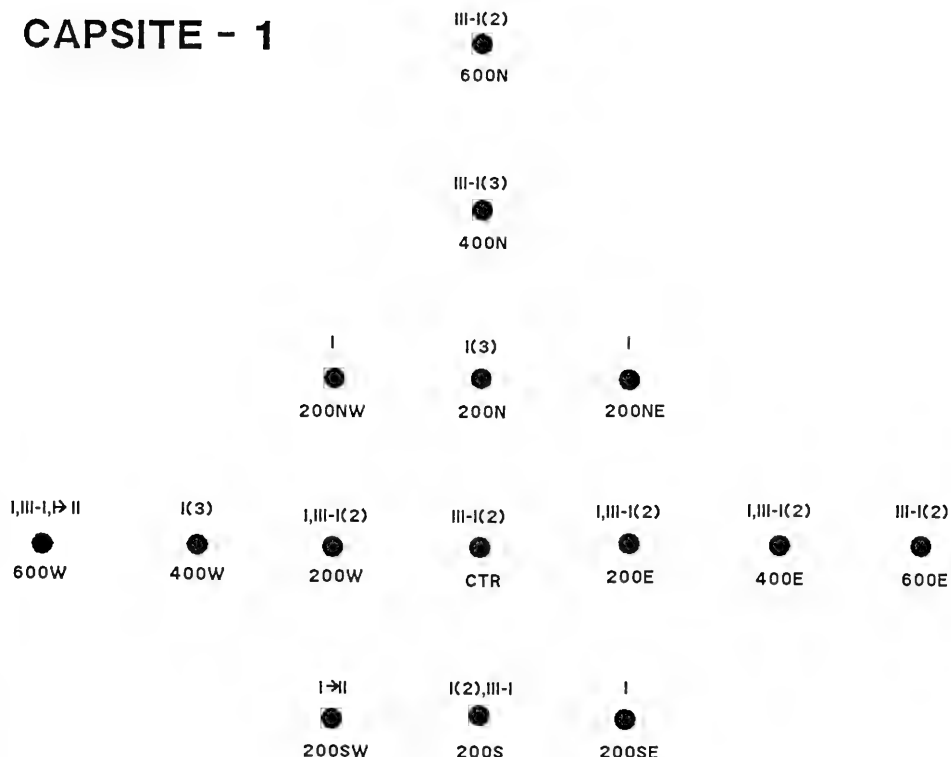 CAPSITE - 1
III-I(2)
600N
III-I(3)
400N
I I(3) I
200NW 200N 200NE
I,III-I,I→II I(3) I,III-I(2) III-I(2) I,III-I(2) I,III-I(2) III-I(2)
600W 400W 200W CTR 200E 400E 600E
I→II I(2),III-I I
200SW 200S 200SE